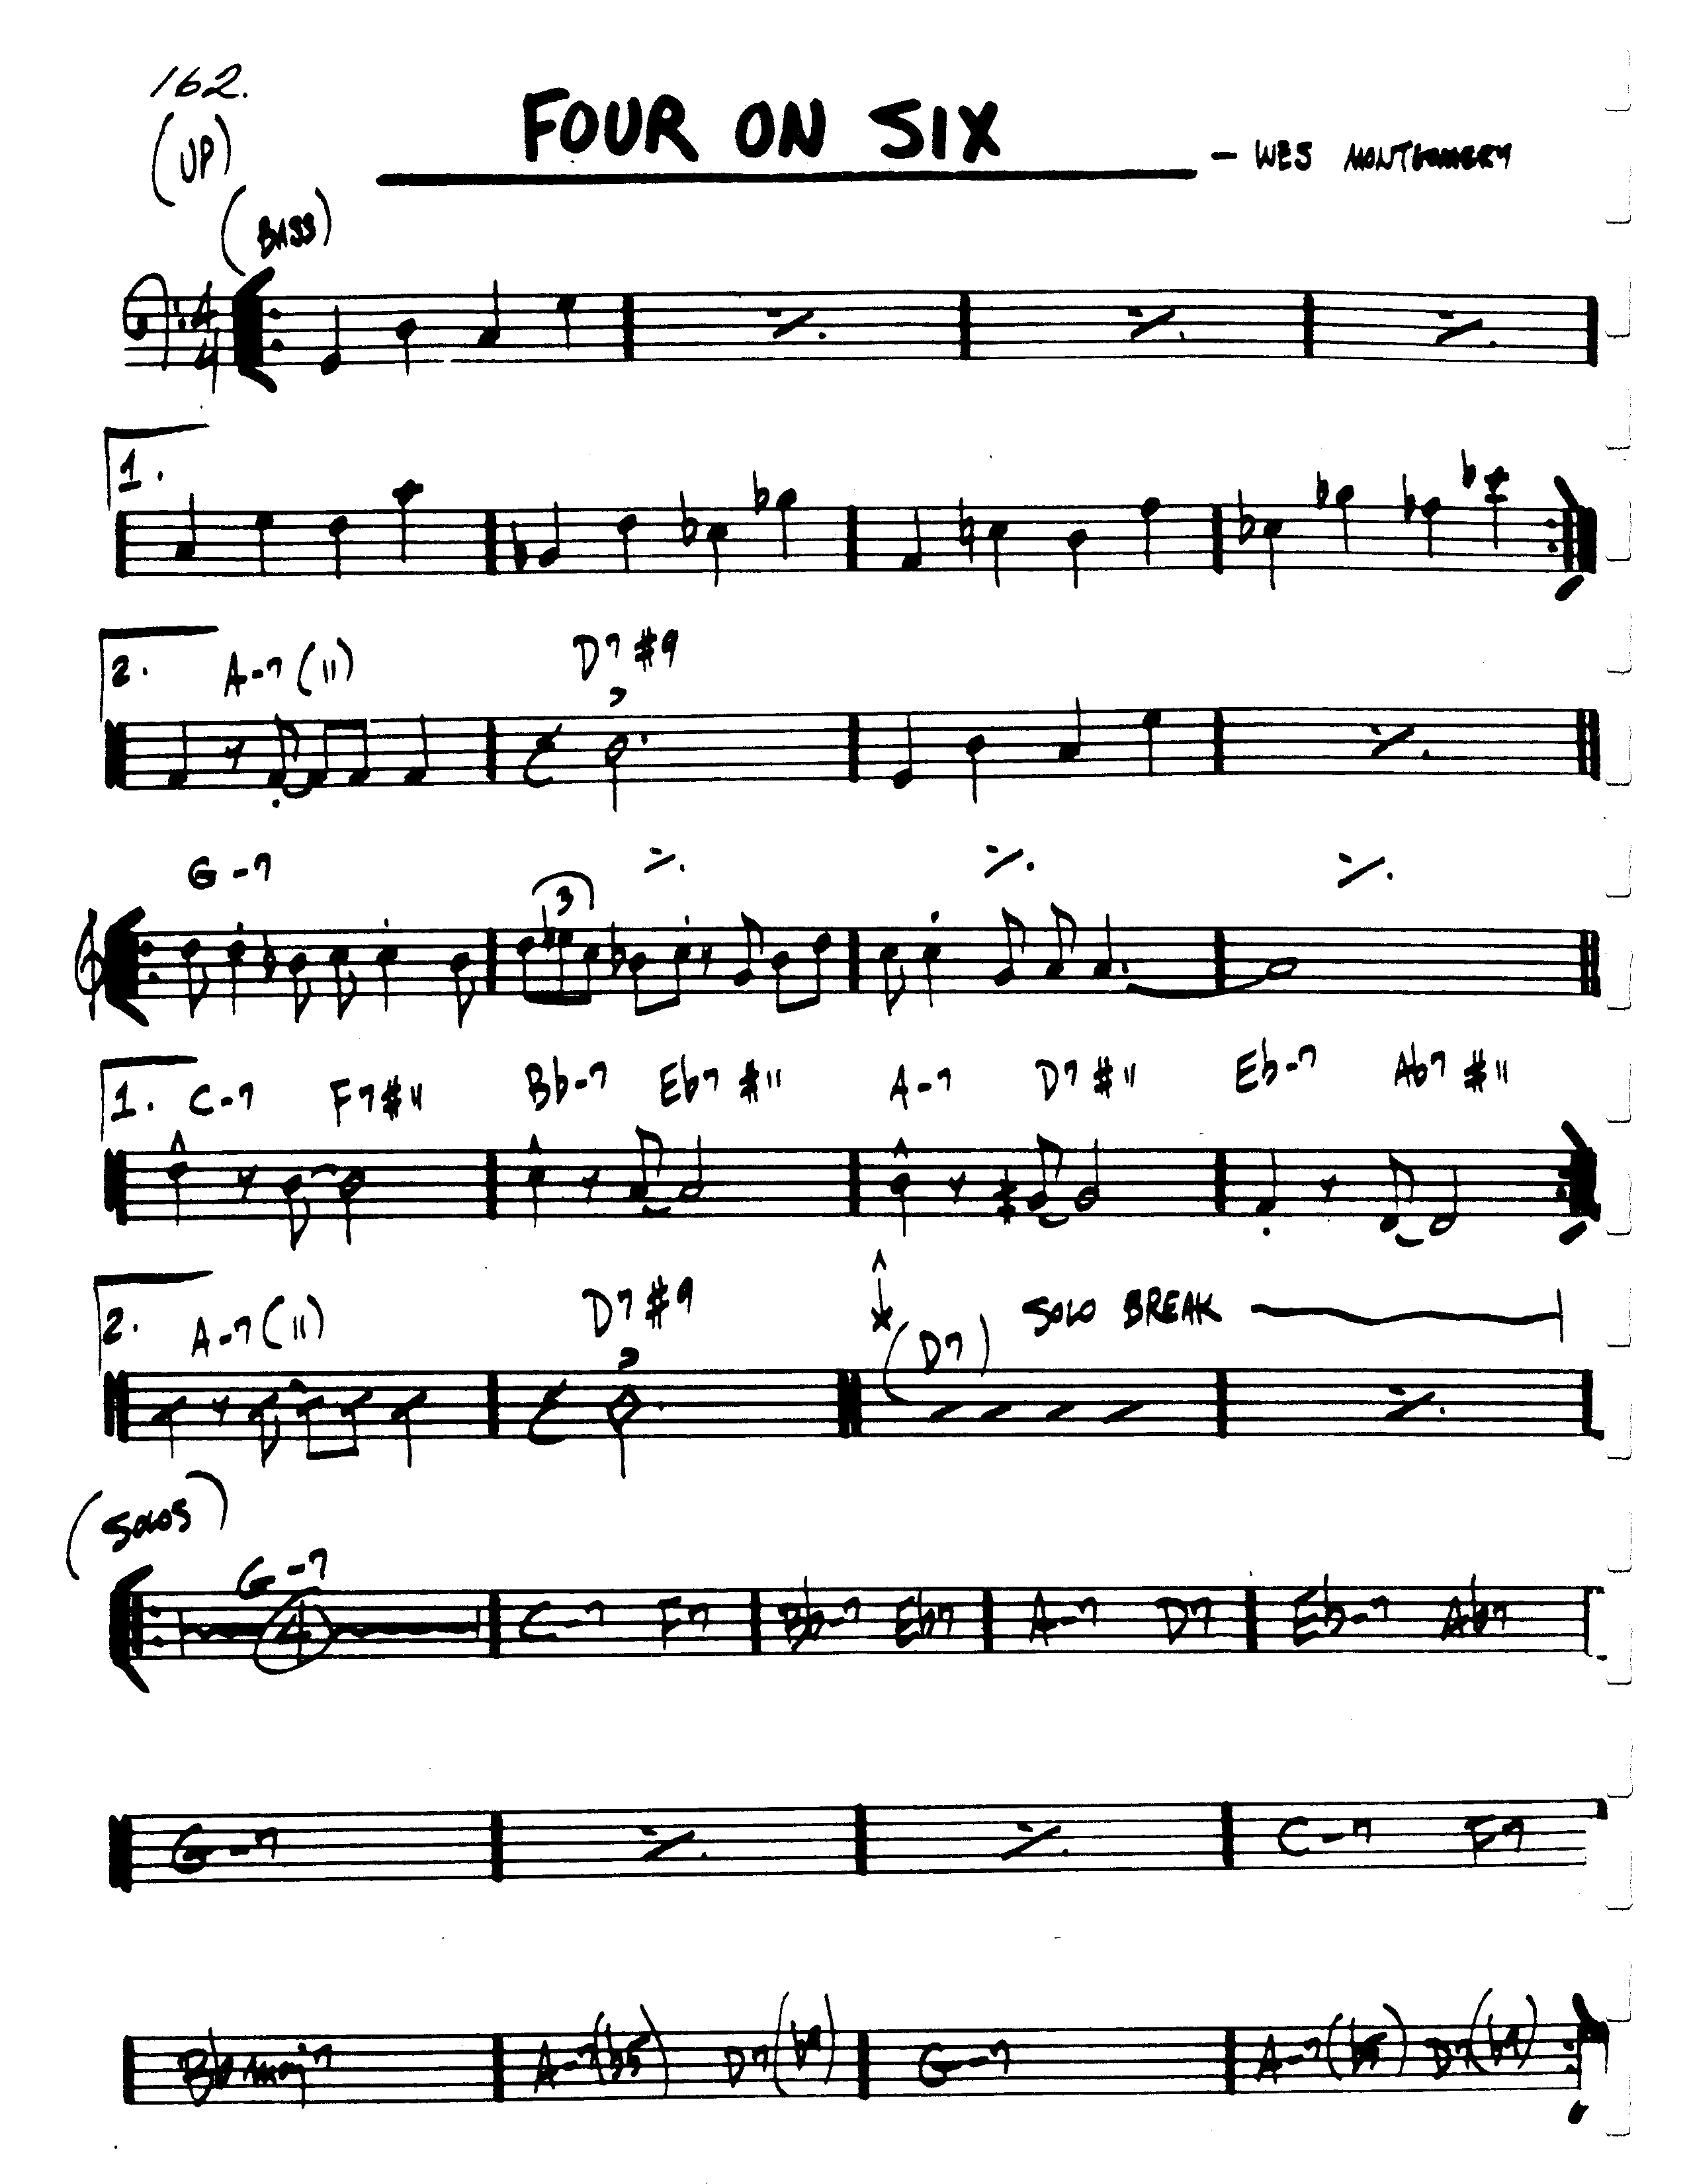 162.
(UP)
FOUR ON SIX
- WES MONTGOMERY
(BASS)
4
4
1.
2. A-7 (11) D7 #9
G-7
3
1. C-7 F7#11 Bb-7 Eb7 #11 A-7 D7 #11 Eb-7 Ab7 #11
2. A-7 (11) D7 #9 (D7) SOLO BREAK
(SOLOS)
G-7
4 C-7 F7 Bb-7 Eb7 A-7 D7 Eb-7 Ab7
G-7 C-7 F7
Bb maj7 A-7(b5) D7(b9) G-7 A-7(b5) D7(b9)